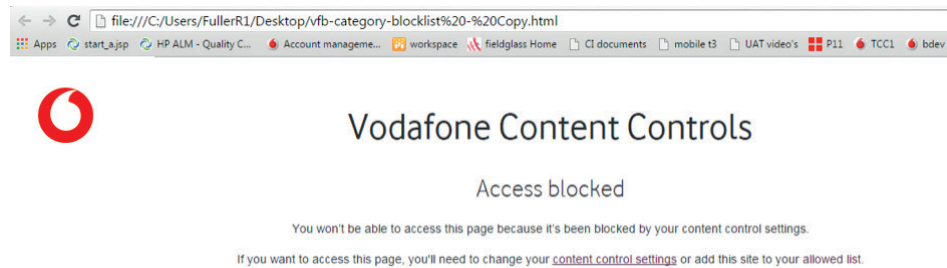 file:///C:/Users/FullerR1/Desktop/vfb-category-blocklist%20-%20Copy.html
Apps start_a.jsp HP ALM - Quality C... Account manageme... workspace fieldglass Home CI documents mobile t3 UAT video's P11 TCC1 bdev
Vodafone Content Controls
Access blocked
You won't be able to access this page because it's been blocked by your content control settings.
If you want to access this page, you'll need to change your content control settings or add this site to your allowed list.